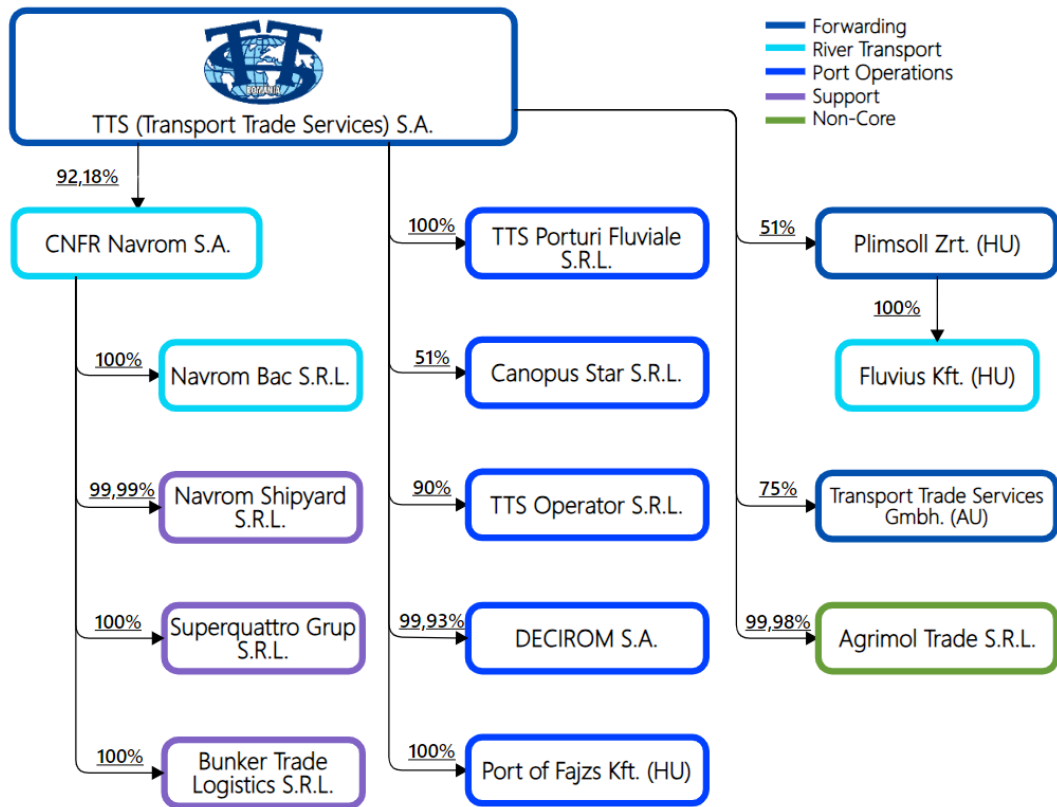 ROMANIA
TTS (Transport Trade Services) S.A.
Forwarding
River Transport
Port Operations
Support
Non-Core
92,18%
CNFR Navrom S.A.
100%
Navrom Bac S.R.L.
99,99%
Navrom Shipyard
S.R.L.
100%
Superquattro Grup
S.R.L.
100%
Bunker Trade
Logistics S.R.L.
100%
TTS Porturi Fluviale
S.R.L.
51%
Canopus Star S.R.L.
90%
TTS Operator S.R.L.
99,93%
DECIROM S.A.
100%
Port of Fajzs Kft. (HU)
51%
Plimsoll Zrt. (HU)
100%
Fluvius Kft. (HU)
75%
Transport Trade Services
Gmbh. (AU)
99,98%
Agrimol Trade S.R.L.